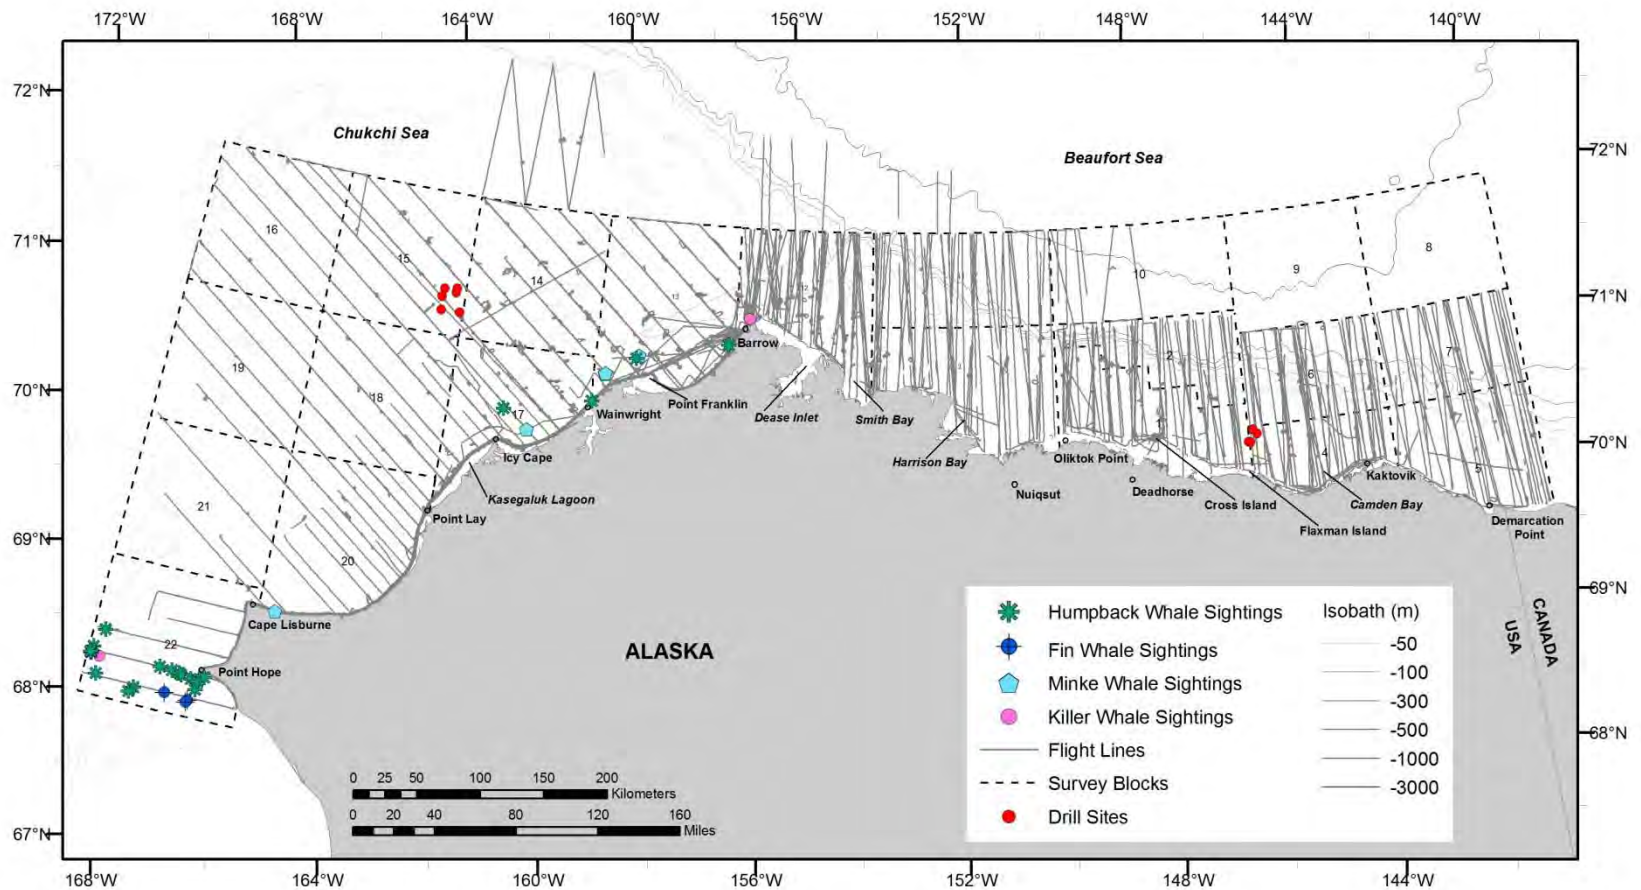 172°W 168°W 164°W 160°W 156°W 152°W 148°W 144°W 140°W
72°N
Chukchi Sea
Beaufort Sea
72°N
16
15
14
13
12
10
9
8
71°N
71°N
19
18
17
2
6
7
Barrow
70°N
Point Franklin
Wainwright
Dease Inlet
Smith Bay
70°N
Icy Cape
Harrison Bay
Oliktok Point
1
4
Kaktovik
5
Kasegaluk Lagoon
Nuiqsut
Deadhorse
Cross Island
Camden Bay
21
Point Lay
Flaxman Island
Demarcation
Point
69°N
20
69°N
Cape Lisburne
22
Point Hope
ALASKA
68°N
68°N
Humpback Whale Sightings
Fin Whale Sightings
Minke Whale Sightings
Killer Whale Sightings
Flight Lines
Survey Blocks
Drill Sites
Isobath (m)
-50
-100
-300
-500
-1000
-3000
USA
CANADA
0 25 50 100 150 200
Kilometers
0 20 40 80 120 160
Miles
67°N
168°W 164°W 160°W 156°W 152°W 148°W 144°W